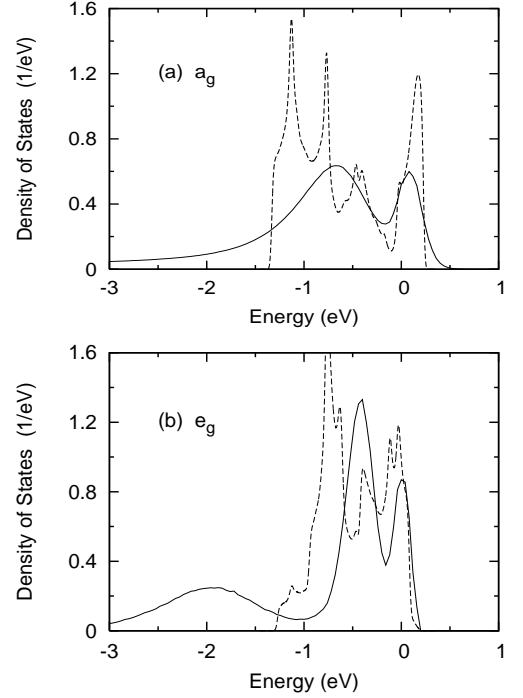 1.6
1.2
0.8
0.4
0
Density of States (1/eV)
(a) a_g
-3 -2 -1 0 1
Energy (eV)
1.6
1.2
0.8
0.4
0
Density of States (1/eV)
(b) e_g
-3 -2 -1 0 1
Energy (eV)